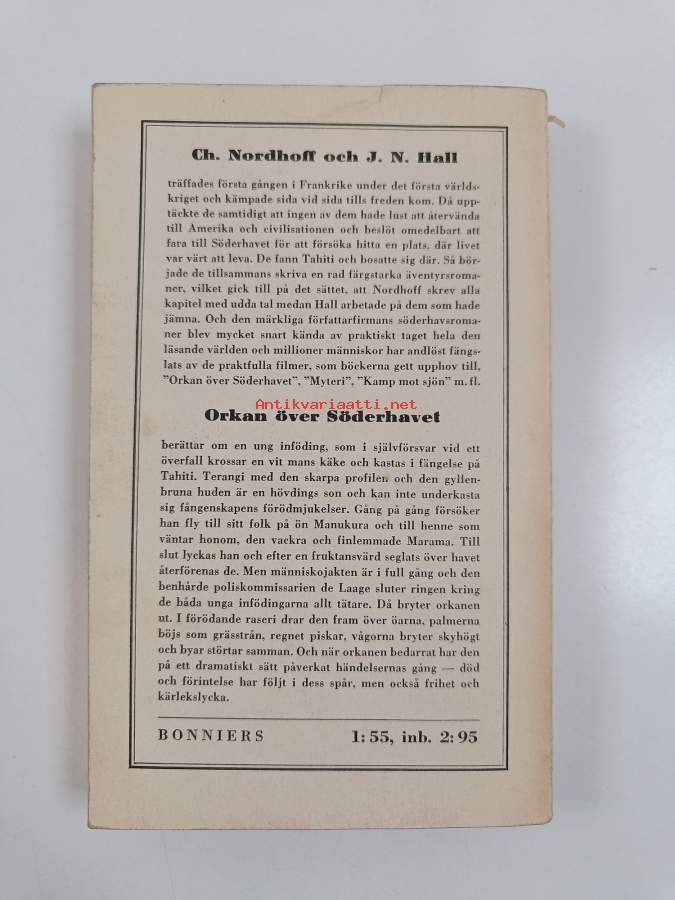 Ch. Nordhoff och J. N. Hall
träffades första gången i Frankrike under det första världs-
kriget och kämpade sida vid sida tills freden kom. Då upp-
täckte de samtidigt att ingen av dem hade lust att återvända
till Amerika och civilisationen och beslöt omedelbart att
fara till Söderhavet för att försöka hitta en plats, där livet
var värt att leva. De fann Tahiti och bosatte sig där. Så bör-
jade de tillsammans skriva en rad färgstarka äventyrsroma-
ner, vilket gick till på det sättet, att Nordhoff skrev alla
kapitel med udda tal medan Hall arbetade på dem som hade
jämna. Och den märkliga författarfirmans söderhavsroma-
ner blev mycket snart kända av praktiskt taget hela den
läsande världen och millioner människor har andlöst fängs-
lats av de praktfulla filmer, som böckerna gett upphov till,
”Orkan över Söderhavet”, ”Myteri”, ”Kamp mot sjön” m. fl.
Antikvariaatti.net
Orkan över Söderhavet
berättar om en ung inföding, som i självförsvar vid ett
överfall krossar en vit mans käke och kastas i fängelse på
Tahiti. Terangi med den skarpa profilen och den gyllen-
bruna huden är en hövdings son och kan inte underkasta
sig fångenskapens förödmjukelser. Gång på gång försöker
han fly till sitt folk på ön Manukura och till henne som
väntar honom, den vackra och finlemmade Marama. Till
slut lyckas han och efter en fruktansvärd seglats över havet
återförenas de. Men människojakten är i full gång och den
benhårde poliskommissarien de Laage sluter ringen kring
de båda unga infödingarna allt tätare. Då bryter orkanen
ut. I förödande raseri drar den fram över öarna, palmerna
böjs som grässtrån, regnet piskar, vågorna bryter skyhögt
och byar störtar samman. Och när orkanen bedarrat har den
på ett dramatiskt sätt påverkat händelsernas gång — död
och förintelse har följt i dess spår, men också frihet och
kärlekslycka.
BONNIERS 1: 55, inb. 2: 95